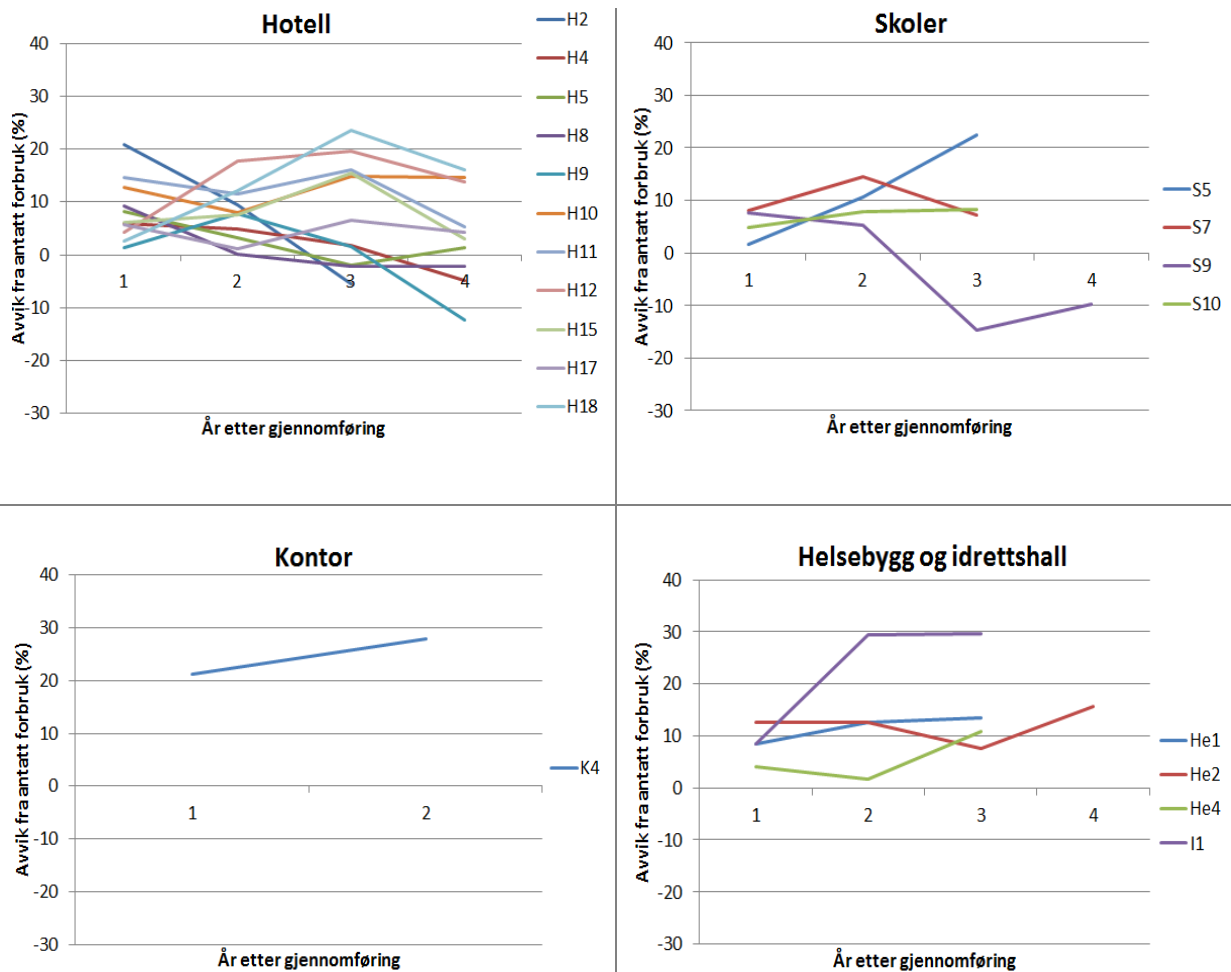 Hotell
Avvik fra antatt forbruk (%)
40
30
20
10
0
-10
-20
-30
1 2 3 4
År etter gjennomføring
H2
H4
H5
H8
H9
H10
H11
H12
H15
H17
H18
Skoler
Avvik fra antatt forbruk (%)
40
30
20
10
0
-10
-20
-30
1 2 3 4
År etter gjennomføring
S5
S7
S9
S10
Kontor
Avvik fra antatt forbruk (%)
40
30
20
10
0
-10
-20
-30
1 2
År etter gjennomføring
K4
Helsebygg og idrettshall
Avvik fra antatt forbruk (%)
40
30
20
10
0
-10
-20
-30
1 2 3 4
År etter gjennomføring
He1
He2
He4
I1